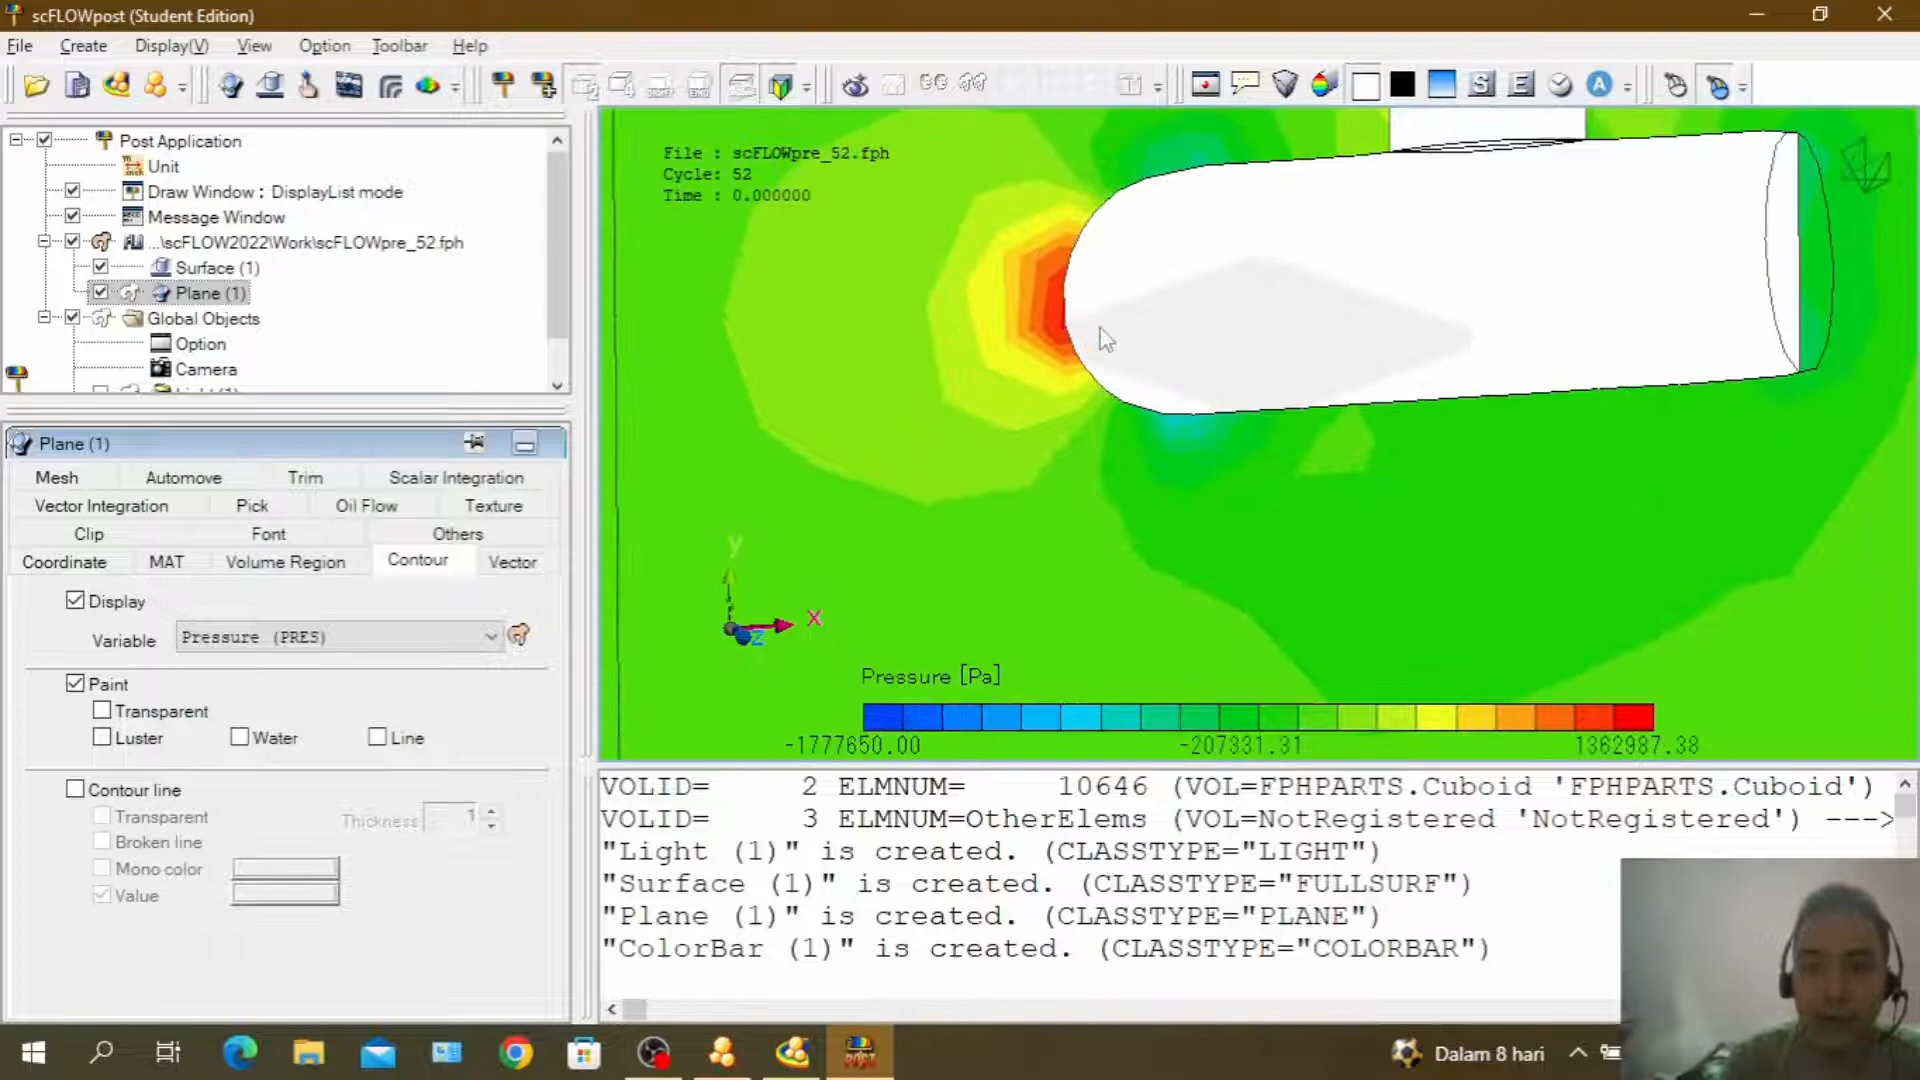 scFLOWpost (Student Edition)
File Create Display(V) View Option Toolbar Help
Post Application
Unit
Draw Window : DisplayList mode
Message Window
...\scFLOW2022\Work\scFLOWpre_52.fph
Surface (1)
Plane (1)
Global Objects
Option
Camera
Plane (1)
Mesh Automove Trim Scalar Integration
Vector Integration Pick Oil Flow Texture
Clip Font Others
Coordinate MAT Volume Region Contour Vector
Display
Variable Pressure (PRES)
Paint
Transparent
Luster Water Line
Contour line
Transparent Thickness 1
Broken line
Mono color
Value
File : scFLOWpre_52.fph
Cycle: 52
Time : 0.000000
y
X
Z
Pressure [Pa]
-1777650.00 -207331.31 1362987.38
VOLID= 2 ELMNUM= 10646 (VOL=FPHPARTS.Cuboid 'FPHPARTS.Cuboid')
VOLID= 3 ELMNUM=OtherElems (VOL=NotRegistered 'NotRegistered') --->
"Light (1)" is created. (CLASSTYPE="LIGHT")
"Surface (1)" is created. (CLASSTYPE="FULLSURF")
"Plane (1)" is created. (CLASSTYPE="PLANE")
"ColorBar (1)" is created. (CLASSTYPE="COLORBAR")
Dalam 8 hari